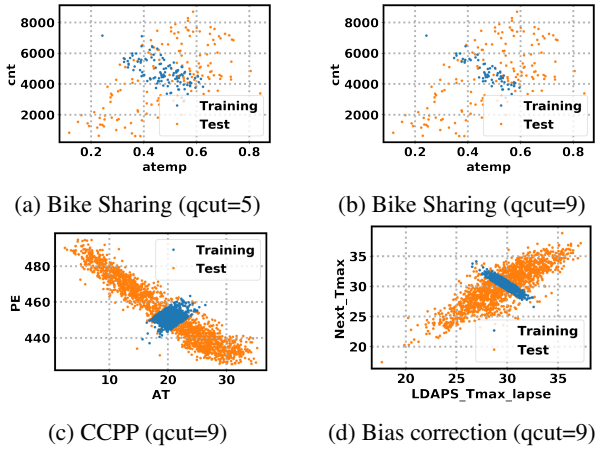 8000
6000
4000
2000
cnt
Training
Test
0.2 0.4 0.6 0.8
atemp
(a) Bike Sharing (qcut=5)
8000
6000
4000
2000
cnt
Training
Test
0.2 0.4 0.6 0.8
atemp
(b) Bike Sharing (qcut=9)
480
460
440
PE
Training
Test
10 20 30
AT
(c) CCPP (qcut=9)
35
30
25
20
Next_Tmax
Training
Test
20 25 30 35
LDAPS_Tmax_lapse
(d) Bias correction (qcut=9)